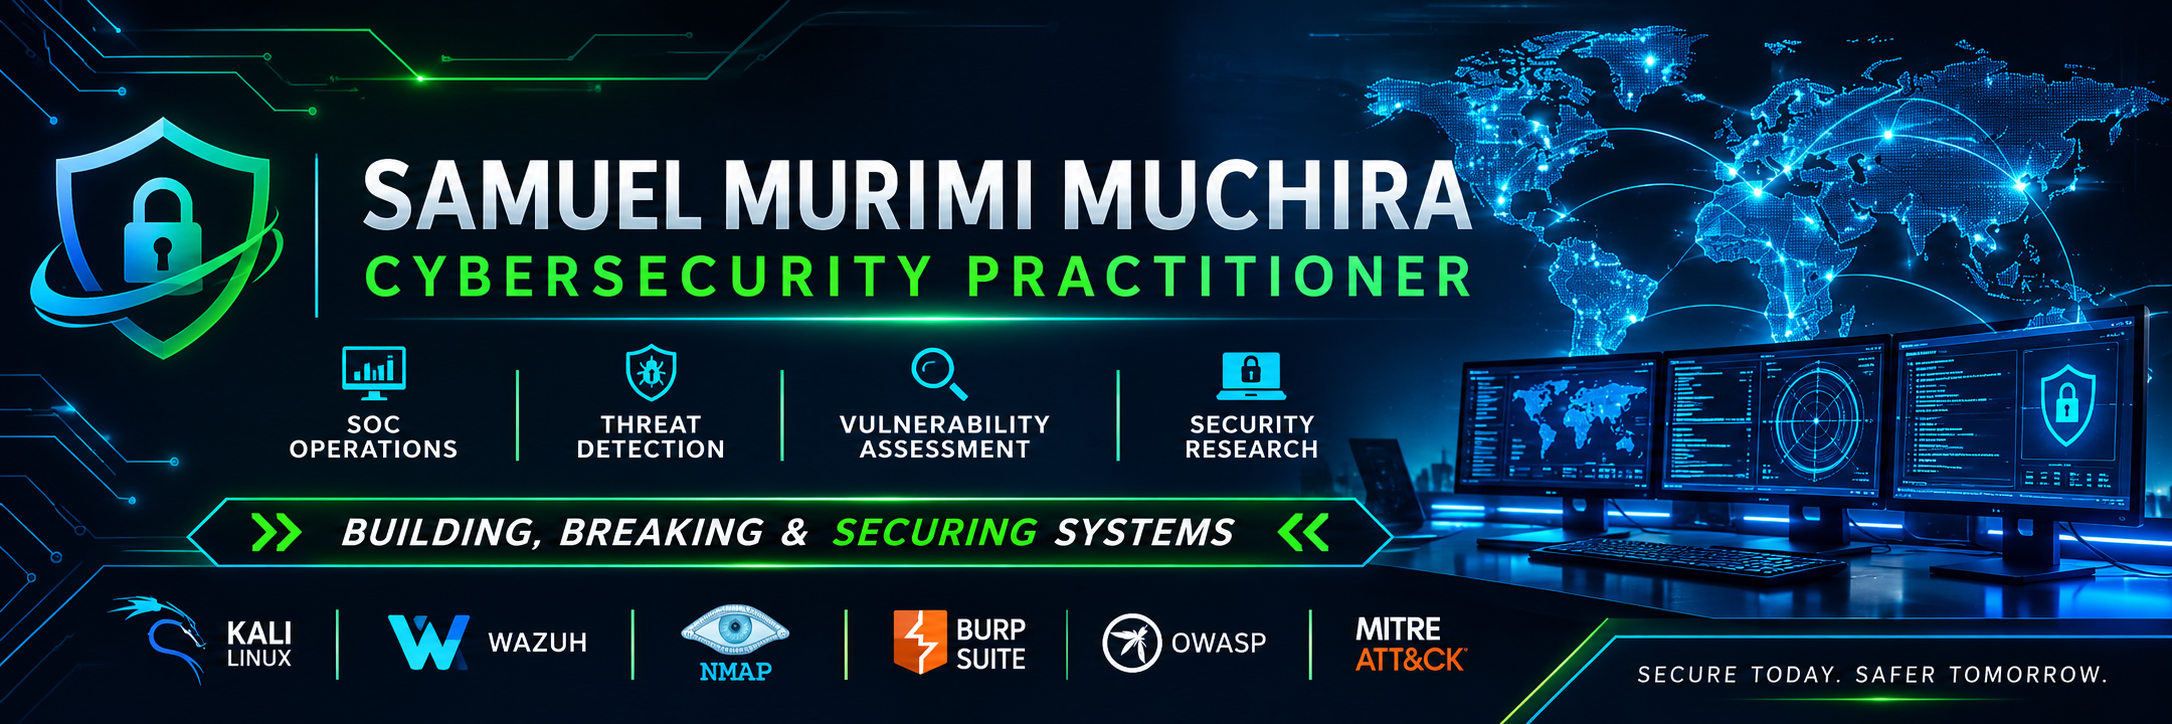 SAMUEL MURIMI MUCHIRA
CYBERSECURITY PRACTITIONER
SOC
OPERATIONS
THREAT
DETECTION
VULNERABILITY
ASSESSMENT
SECURITY
RESEARCH
BUILDING, BREAKING & SECURING SYSTEMS
KALI
LINUX
WAZUH
NMAP
BURP
SUITE
OWASP
MITRE
ATT&CK
SECURE TODAY. SAFER TOMORROW.